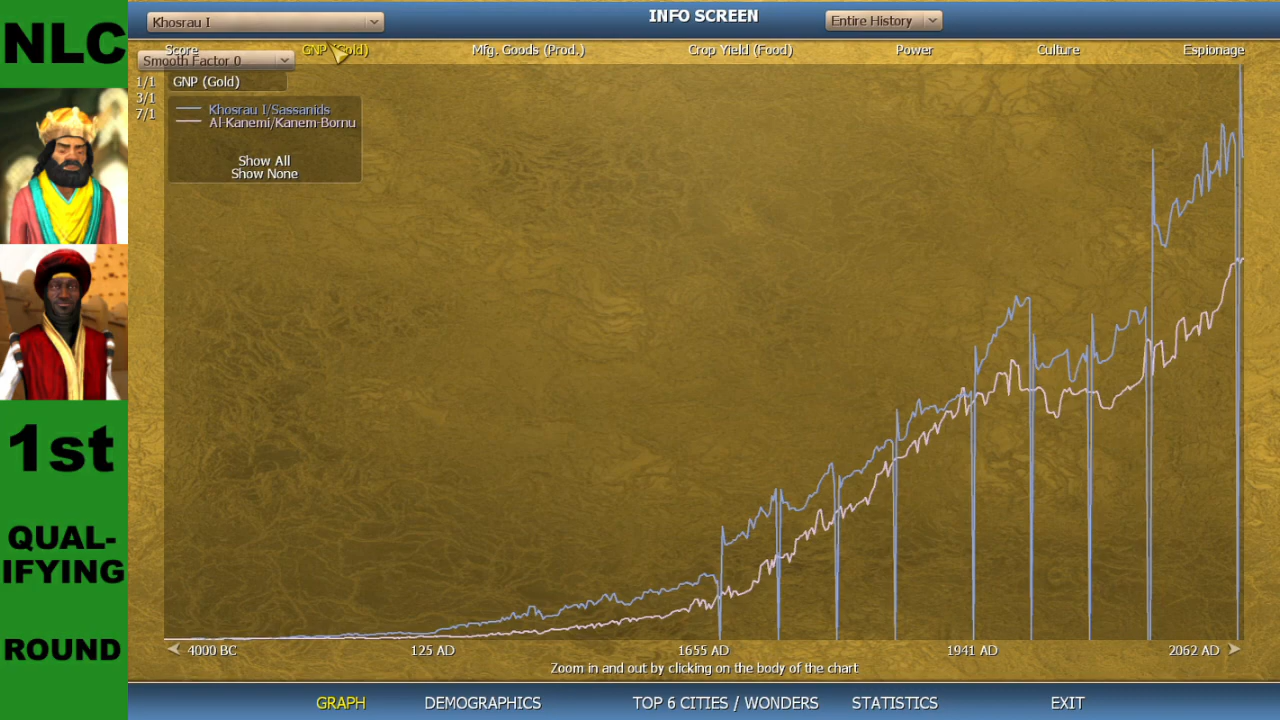 NLC
1st
QUAL-
IFYING
ROUND
Khosrau I
INFO SCREEN
Entire History
Score
GNP (Gold)
Mfg. Goods (Prod.)
Crop Yield (Food)
Power
Culture
Espionage
Smooth Factor 0
1/1
GNP (Gold)
3/1
7/1
Khosrau I/Sassanids
Al-Kanemi/Kanem-Bornu
Show All
Show None
4000 BC
125 AD
1655 AD
1941 AD
2062 AD
Zoom in and out by clicking on the body of the chart
GRAPH
DEMOGRAPHICS
TOP 6 CITIES / WONDERS
STATISTICS
EXIT